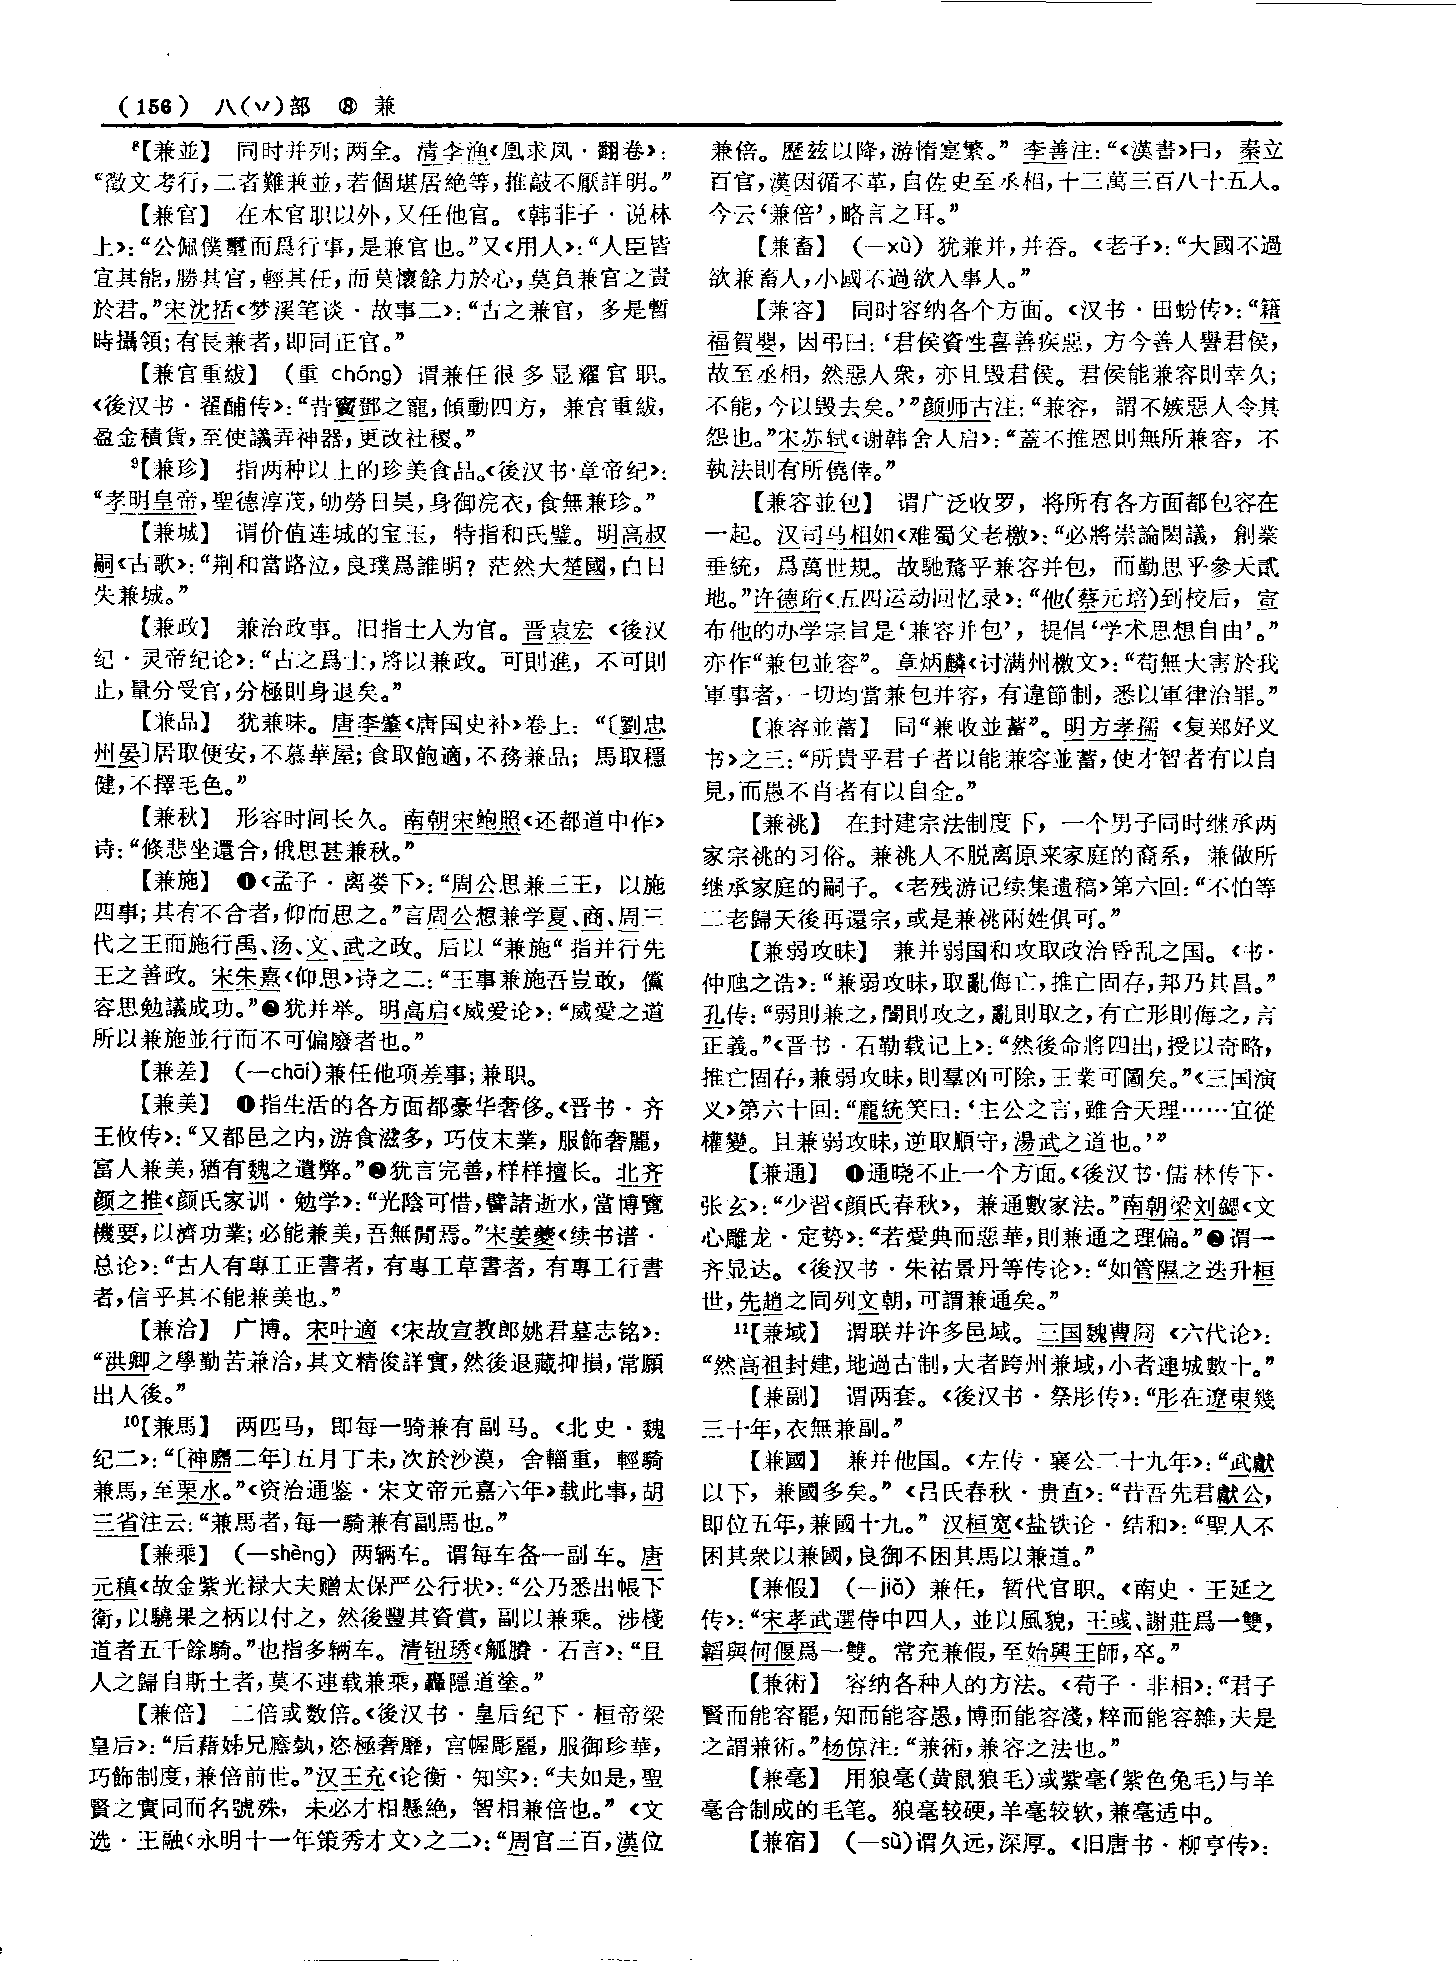 (156) 八(丷)部 ⑧ 兼
⁸【兼並】 同时并列;两全。清李渔《凰求凤·翻卷》:
“徵文考行,二者難兼並,若個堪居絶等,推敲不厭詳明。”
【兼官】 在本官职以外,又任他官。《韩非子·说林
上》:“公佩僕璽而爲行事,是兼官也。”又《用人》:“人臣皆
宜其能,勝其官,輕其任,而莫懷餘力於心,莫負兼官之責
於君。”宋沈括《梦溪笔谈·故事二》:“古之兼官,多是暫
時攝領;有長兼者,即同正官。”
【兼官重紱】 (重 chóng) 谓兼任很多显耀官职。
《後汉书·翟酺传》:“昔竇鄧之寵,傾動四方,兼官重紱,
盈金積貨,至使議弄神器,更改社稷。”
⁹【兼珍】 指两种以上的珍美食品。《後汉书·章帝纪》:
“孝明皇帝,聖德淳茂,劬勞日昊,身御浣衣,食無兼珍。”
【兼城】 谓价值连城的宝玉,特指和氏璧。明高叔
嗣《古歌》:“荆和當路泣,良璞爲誰明?茫然大楚國,白日
失兼城。”
【兼政】 兼治政事。旧指士人为官。晋袁宏《後汉
纪·灵帝纪论》:“古之爲士,將以兼政。可則進,不可則
止,量分受官,分極則身退矣。”
【兼品】 犹兼味。唐李肇《唐国史补》卷上:“〔劉忠
州晏〕居取便安,不慕華屋;食取飽適,不務兼品;馬取穩
健,不擇毛色。”
【兼秋】 形容时间长久。南朝宋鲍照《还都道中作》
诗:“倏悲坐還合,俄思甚兼秋。”
【兼施】 ❶《孟子·离娄下》:“周公思兼三王,以施
四事;其有不合者,仰而思之。”言周公想兼学夏、商、周三
代之王而施行禹、汤、文、武之政。后以“兼施“指并行先
王之善政。宋朱熹《仰思》诗之二:“王事兼施吾豈敢,儻
容思勉議成功。”❷犹并举。明高启《威爱论》:“威愛之道
所以兼施並行而不可偏廢者也。”
【兼差】 (—chāi)兼任他项差事;兼职。
【兼美】 ❶指生活的各方面都豪华奢侈。《晋书·齐
王攸传》:“又都邑之内,游食滋多,巧伎末業,服飾奢麗,
富人兼美,猶有魏之遺弊。”❷犹言完善,样样擅长。北齐
颜之推《颜氏家训·勉学》:“光陰可惜,譬諸逝水,當博覽
機要,以濟功業;必能兼美,吾無閒焉。”宋姜夔《续书谱·
总论》:“古人有專工正書者,有專工草書者,有專工行書
者,信乎其不能兼美也。”
【兼洽】 广博。宋叶適《宋故宣教郎姚君墓志铭》:
“洪卿之學勤苦兼洽,其文精俊詳實,然後退藏抑損,常願
出人後。”
¹⁰【兼馬】 两匹马,即每一骑兼有副马。《北史·魏
纪二》:“〔神䴥二年〕五月丁未,次於沙漠,舍輜重,輕騎
兼馬,至栗水。”《资治通鉴·宋文帝元嘉六年》载此事,胡
三省注云:“兼馬者,每一騎兼有副馬也。”
【兼乘】 (—shèng) 两辆车。谓每车备一副车。唐
元稹《故金紫光禄大夫赠太保严公行状》:“公乃悉出帳下
衛,以驍果之柄以付之,然後豐其資賞,副以兼乘。涉棧
道者五千餘騎。”也指多辆车。清钮琇《觚賸·石言》:“且
人之歸自斯土者,莫不連载兼乘,轟隱道塗。”
【兼倍】 二倍或数倍。《後汉书·皇后纪下·桓帝梁
皇后》:“后藉姊兄廕埶,恣極奢靡,宫幄彫麗,服御珍華,
巧飾制度,兼倍前世。”汉王充《论衡·知实》:“夫如是,聖
賢之實同而名號殊,未必才相懸絶,智相兼倍也。”《文
选·王融〈永明十一年策秀才文〉之二》:“周官三百,漢位
兼倍。歷兹以降,游惰寔繁。”李善注:“《漢書》曰,秦立
百官,漢因循不革,自佐史至丞相,十三萬三百八十五人。
今云‘兼倍’,略言之耳。”
【兼畜】 (—xù) 犹兼并,并吞。《老子》:“大國不過
欲兼畜人,小國不過欲入事人。”
【兼容】 同时容纳各个方面。《汉书·田蚡传》:“籍
福賀嬰,因弔曰:‘君侯資性喜善疾惡,方今善人譽君侯,
故至丞相,然惡人衆,亦且毁君侯。君侯能兼容則幸久;
不能,今以毁去矣。’”颜师古注:“兼容,謂不嫉惡人令其
怨也。”宋苏轼《谢韩舍人启》:“蓋不推恩則無所兼容,不
執法則有所僥倖。”
【兼容並包】 谓广泛收罗,将所有各方面都包容在
一起。汉司马相如《难蜀父老檄》:“必將崇論閎議,創業
垂統,爲萬世規。故馳騖乎兼容并包,而勤思乎參天貳
地。”许德珩《五四运动回忆录》:“他(蔡元培)到校后,宣
布他的办学宗旨是‘兼容并包’,提倡‘学术思想自由’。”
亦作“兼包並容”。章炳麟《讨满州檄文》:“苟無大害於我
軍事者,一切均當兼包并容,有違節制,悉以軍律治罪。”
【兼容並蓄】 同“兼收並蓄”。明方孝孺《复郑好义
书》之三:“所貴乎君子者以能兼容並蓄,使才智者有以自
見,而愚不肖者有以自全。”
【兼祧】 在封建宗法制度下,一个男子同时继承两
家宗祧的习俗。兼祧人不脱离原来家庭的裔系,兼做所
继承家庭的嗣子。《老残游记续集遗稿》第六回:“不怕等
二老歸天後再還宗,或是兼祧兩姓俱可。”
【兼弱攻昧】 兼并弱国和攻取政治昏乱之国。《书·
仲虺之诰》:“兼弱攻昧,取亂侮亡,推亡固存,邦乃其昌。”
孔传:“弱則兼之,闇則攻之,亂則取之,有亡形則侮之,言
正義。”《晋书·石勒载记上》:“然後命將四出,授以奇略,
推亡固存,兼弱攻昧,則羣凶可除,王業可圖矣。”《三国演
义》第六十回:“龐統笑曰:‘主公之言,雖合天理……宜從
權變。且兼弱攻昧,逆取順守,湯武之道也。’”
【兼通】 ❶通晓不止一个方面。《後汉书·儒林传下·
张玄》:“少習《顔氏春秋》,兼通數家法。”南朝梁刘勰《文
心雕龙·定势》:“若愛典而惡華,則兼通之理偏。”❷谓一
齐显达。《後汉书·朱祐景丹等传论》:“如管隰之迭升桓
世,先趙之同列文朝,可謂兼通矣。”
¹¹【兼域】 谓联并许多邑域。三国魏曹冏《六代论》:
“然高祖封建,地過古制,大者跨州兼域,小者連城數十。”
【兼副】 谓两套。《後汉书·祭肜传》:“肜在遼東幾
三十年,衣無兼副。”
【兼國】 兼并他国。《左传·襄公二十九年》:“武獻
以下,兼國多矣。”《吕氏春秋·贵直》:“昔吾先君獻公,
即位五年,兼國十九。”汉桓宽《盐铁论·结和》:“聖人不
困其衆以兼國,良御不困其馬以兼道。”
【兼假】 (—jiǎ) 兼任,暂代官职。《南史·王延之
传》:“宋孝武選侍中四人,並以風貌,王彧、謝莊爲一雙,
韜與何偃爲一雙。常充兼假,至始興王師,卒。”
【兼術】 容纳各种人的方法。《荀子·非相》:“君子
賢而能容罷,知而能容愚,博而能容淺,粹而能容雜,夫是
之謂兼術。”杨倞注:“兼術,兼容之法也。”
【兼毫】 用狼毫(黄鼠狼毛)或紫毫(紫色兔毛)与羊
毫合制成的毛笔。狼毫较硬,羊毫较软,兼毫适中。
【兼宿】 (—sù)谓久远,深厚。《旧唐书·柳亨传》: